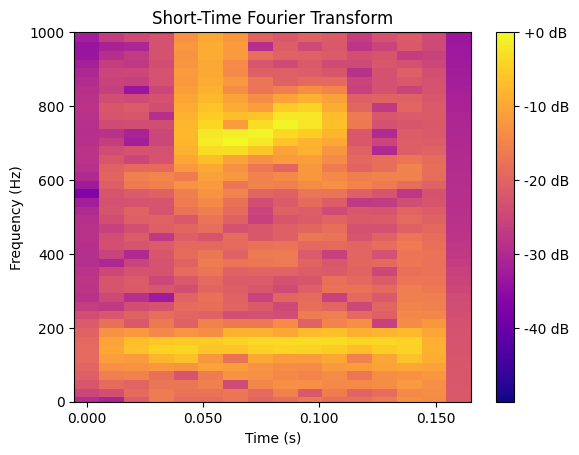 Short-Time Fourier Transform
1000
800
600
400
200
0
Frequency (Hz)
0.000
0.050
0.100
0.150
Time (s)
+0 dB
-10 dB
-20 dB
-30 dB
-40 dB